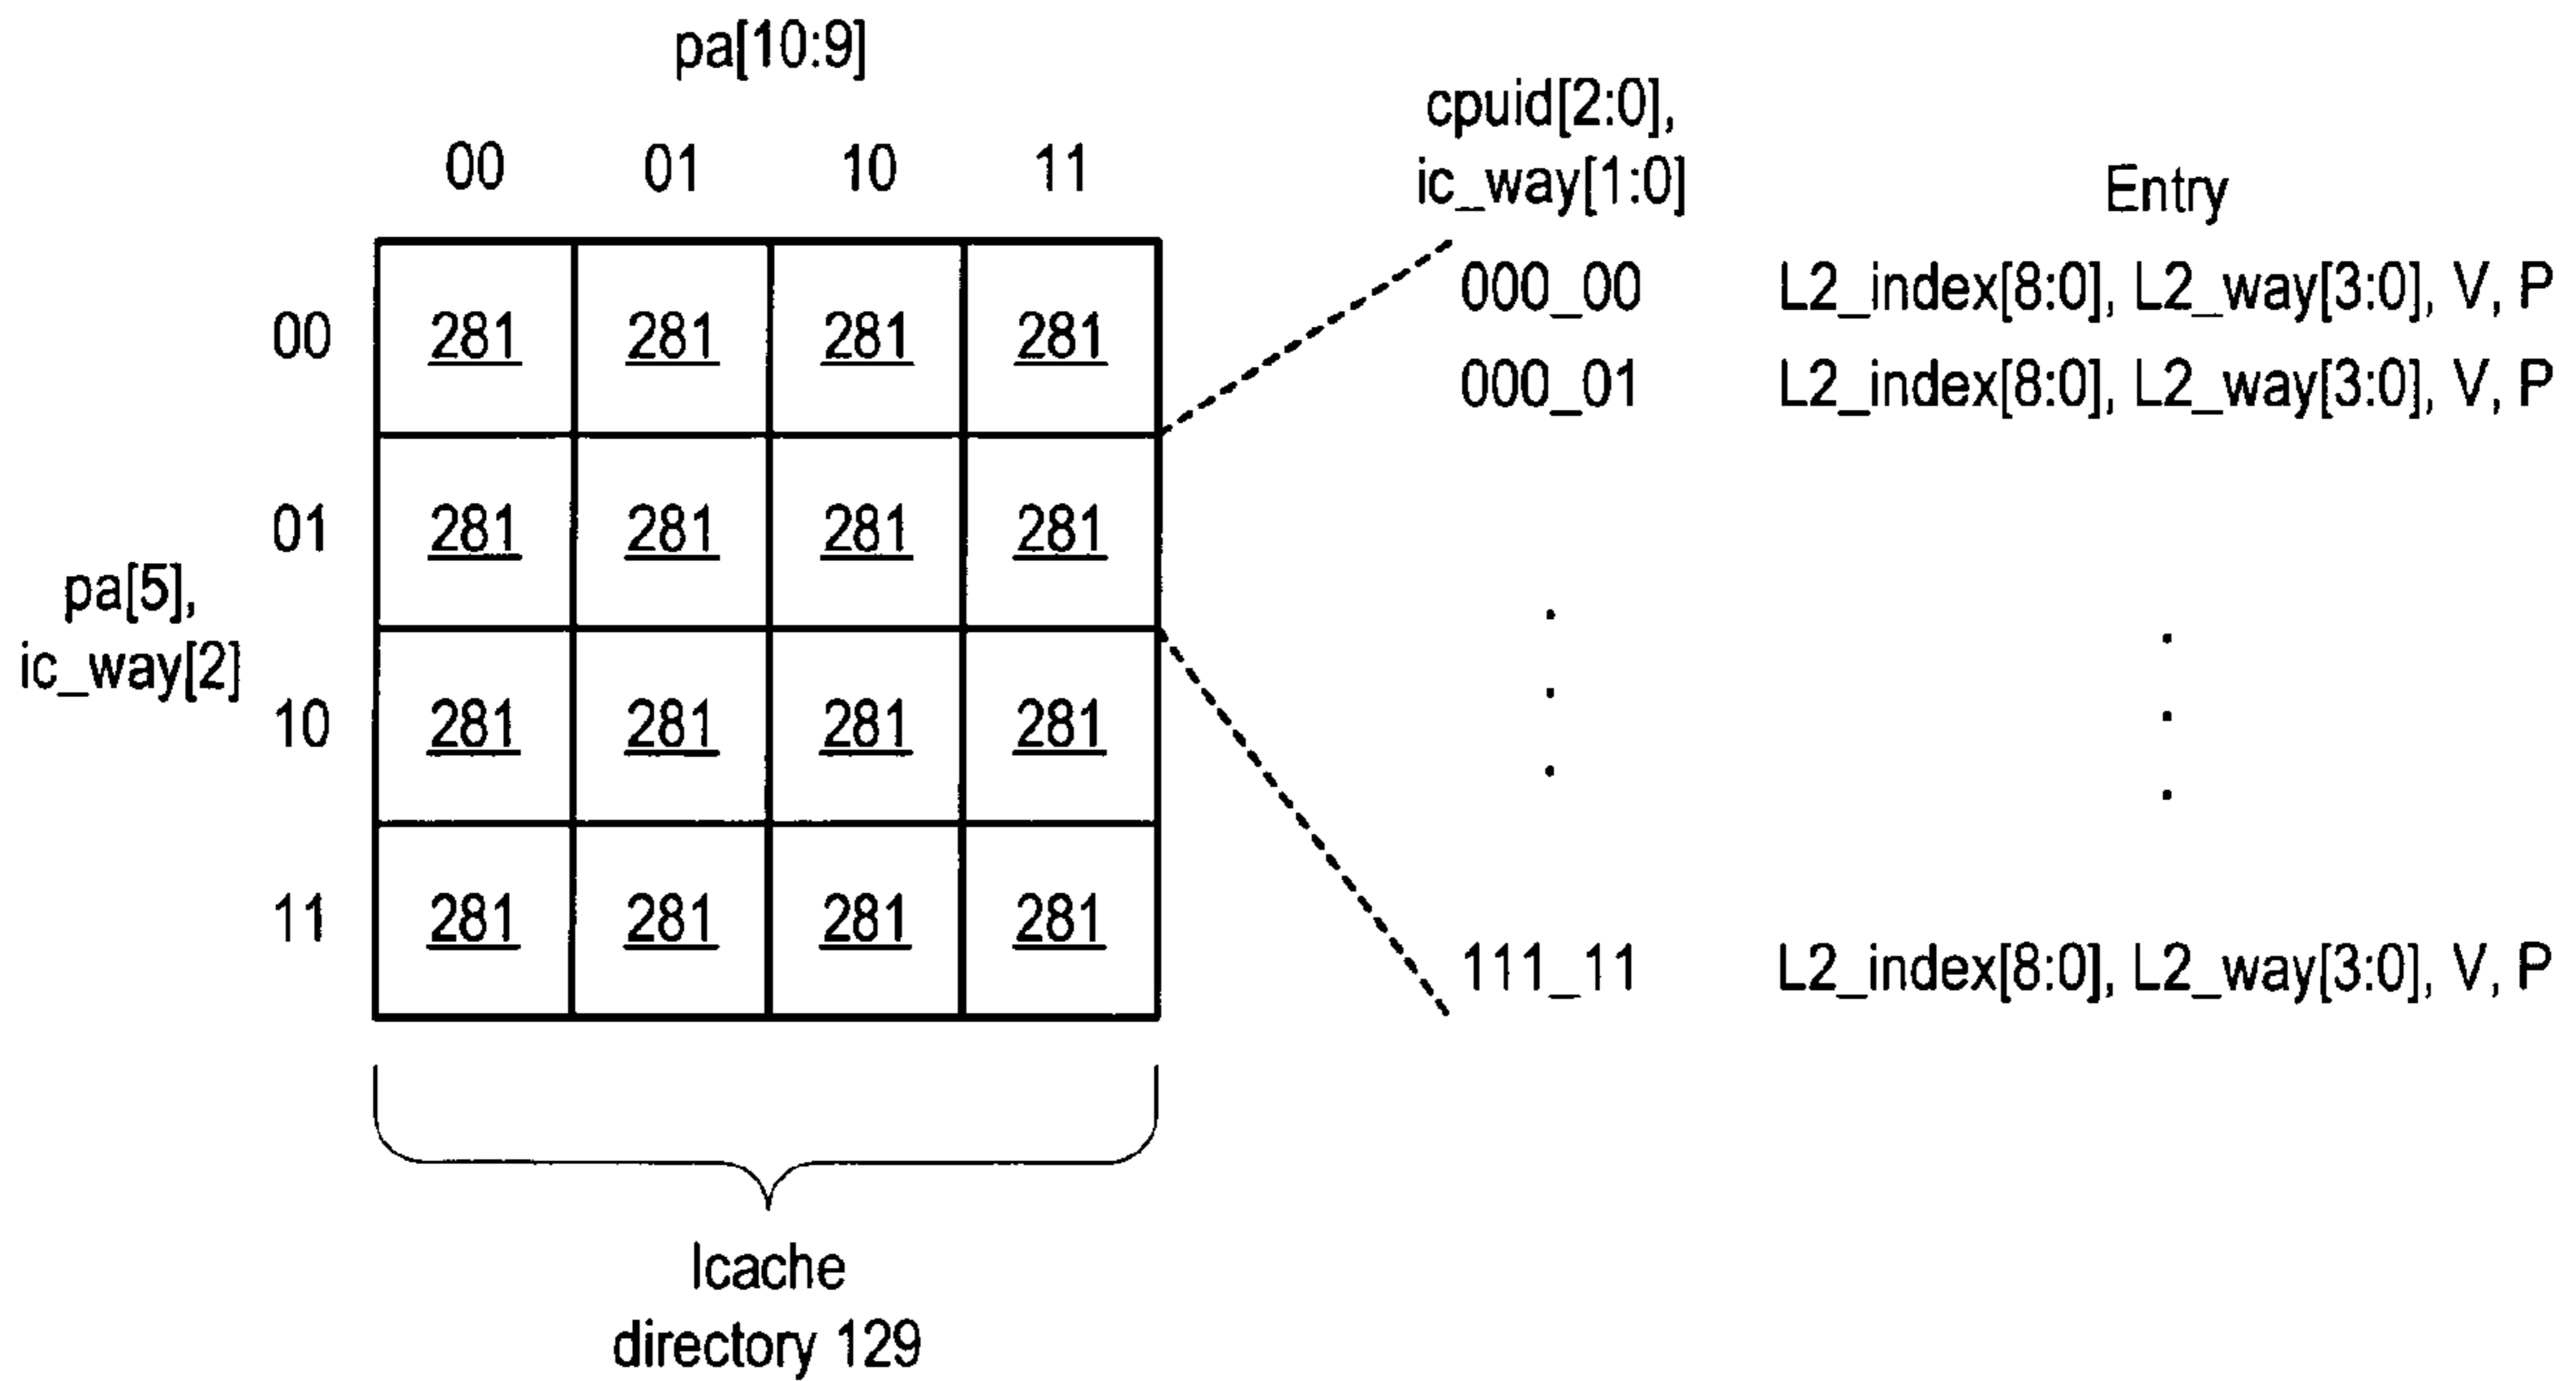 pa[10:9]
cpuid[2:0],
ic_way[1:0]
Entry
00 01 10 11
000_00 L2_index[8:0], L2_way[3:0], V, P
000_01 L2_index[8:0], L2_way[3:0], V, P
111_11 L2_index[8:0], L2_way[3:0], V, P
pa[5],
ic_way[2]
00 281 281 281 281
01 281 281 281 281
10 281 281 281 281
11 281 281 281 281
Icache
directory 129